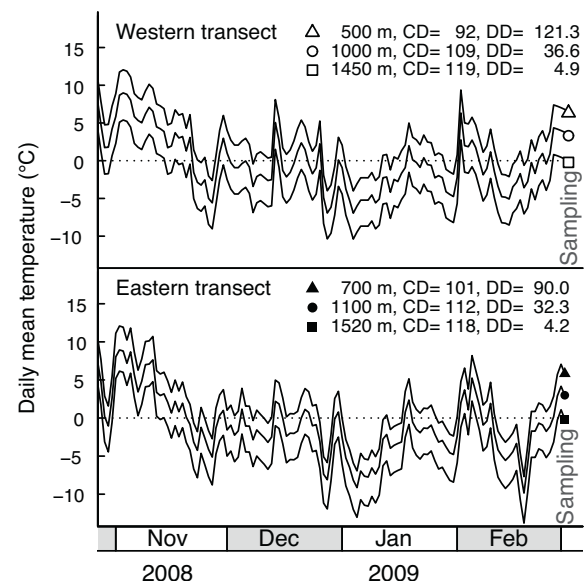 Western transect
500 m, CD= 92, DD= 121.3
1000 m, CD= 109, DD= 36.6
1450 m, CD= 119, DD= 4.9
15
10
5
0
−5
−10
Sampling
Daily mean temperature (°C)
Eastern transect
700 m, CD= 101, DD= 90.0
1100 m, CD= 112, DD= 32.3
1520 m, CD= 118, DD= 4.2
15
10
5
0
−5
−10
Sampling
Nov Dec Jan Feb
2008 2009